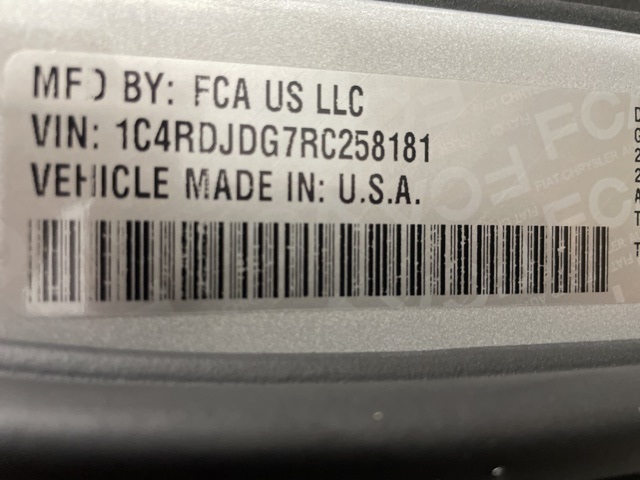 MFD BY: FCA US LLC
VIN: 1C4RDJDG7RC258181
VEHICLE MADE IN: U.S.A.